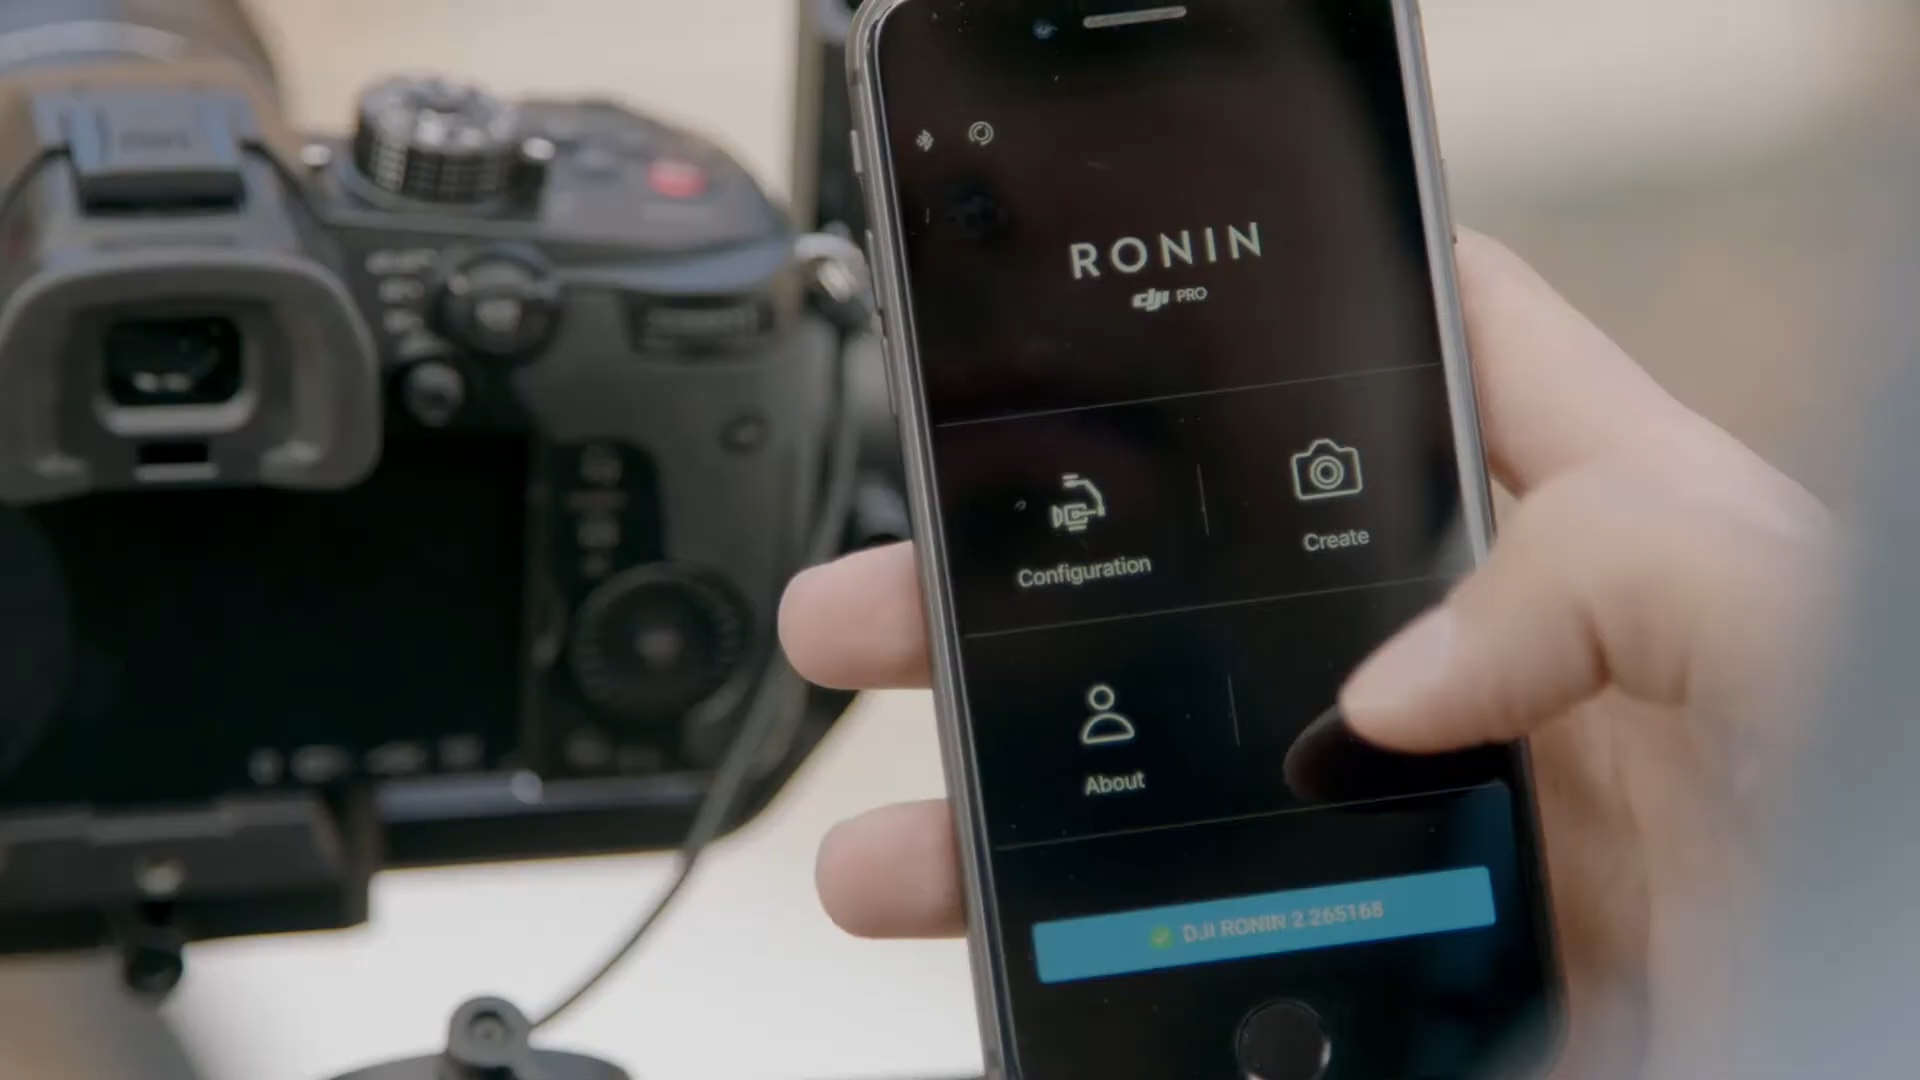 RONIN
dji PRO
Configuration
Create
About
DJI RONIN 2.265168